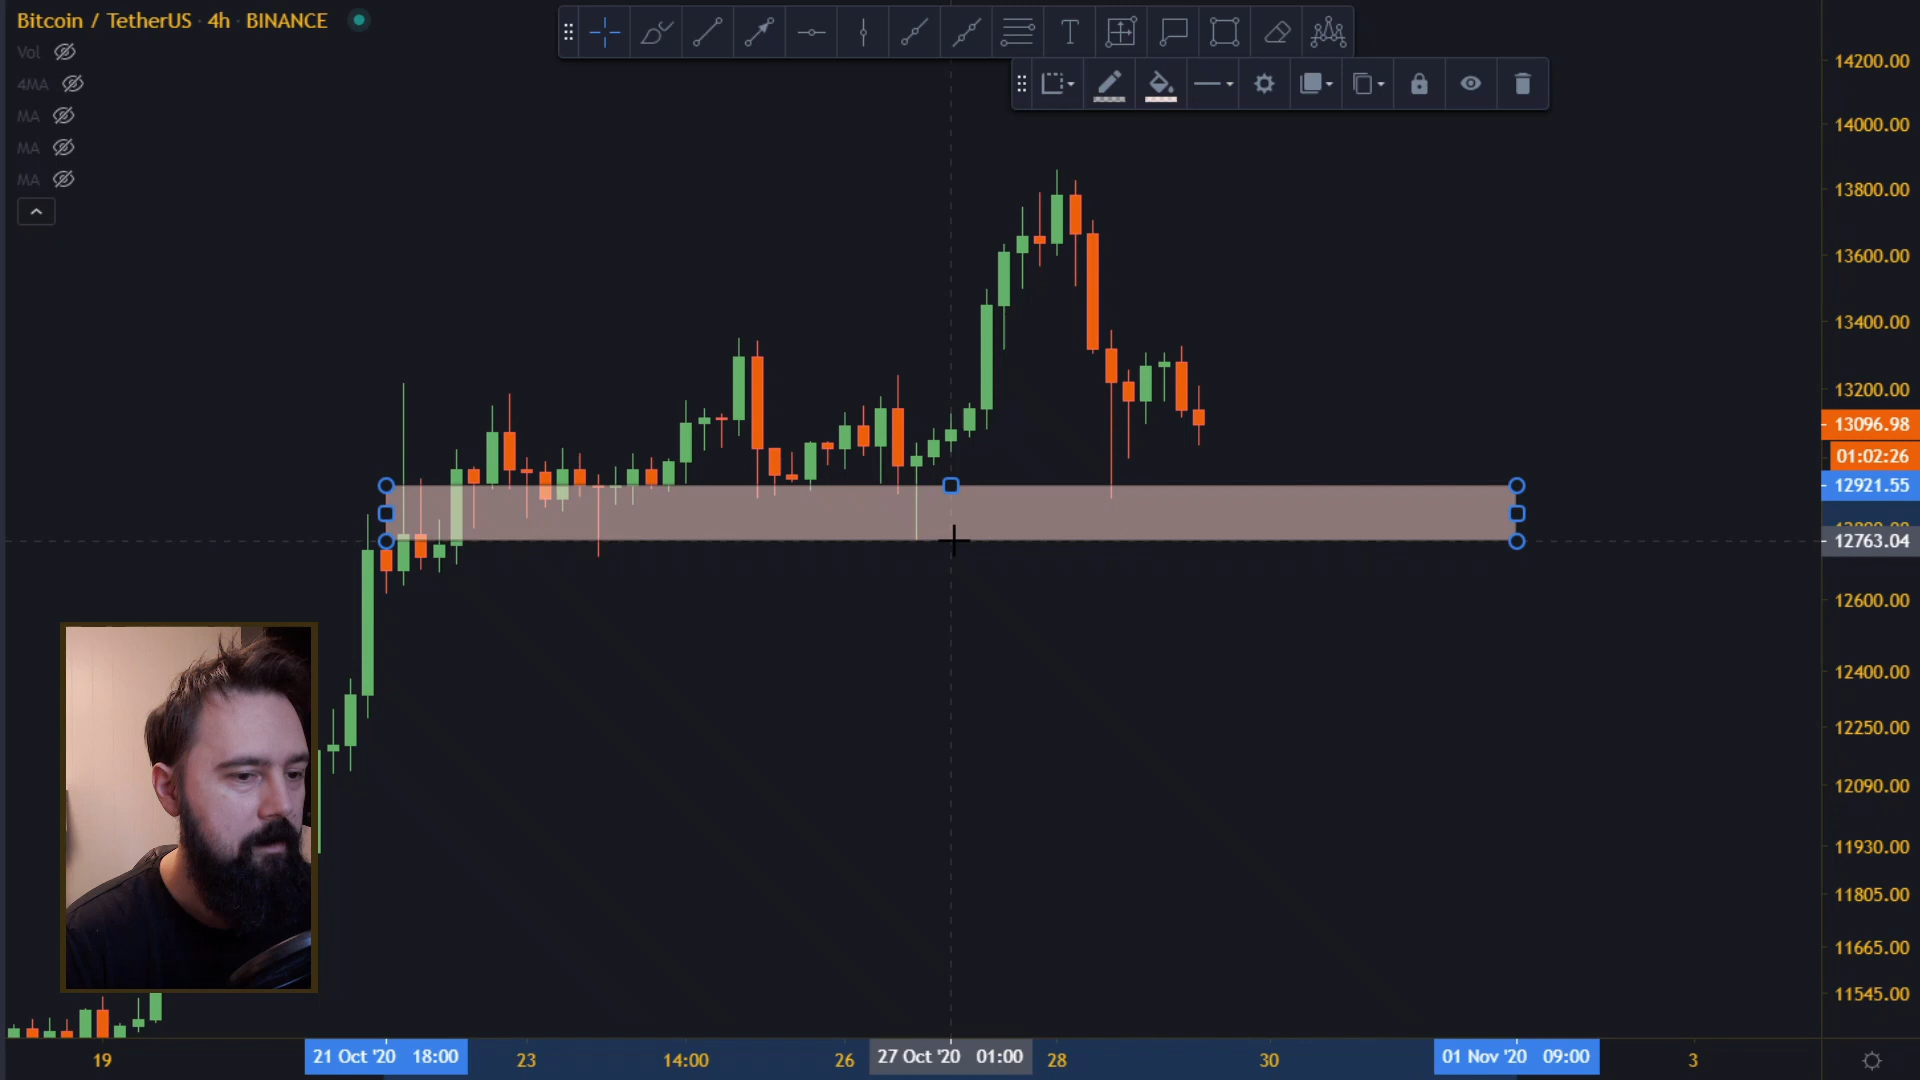 Bitcoin / TetherUS · 4h · BINANCE
Vol
4MA
MA
MA
MA
T
14200.00
14000.00
13800.00
13600.00
13400.00
13200.00
13096.98
01:02:26
12921.55
12763.04
12600.00
12400.00
12250.00
12090.00
11930.00
11805.00
11665.00
11545.00
19
21 Oct '20 18:00
23
14:00
26
27 Oct '20 01:00
28
30
01 Nov '20 09:00
3